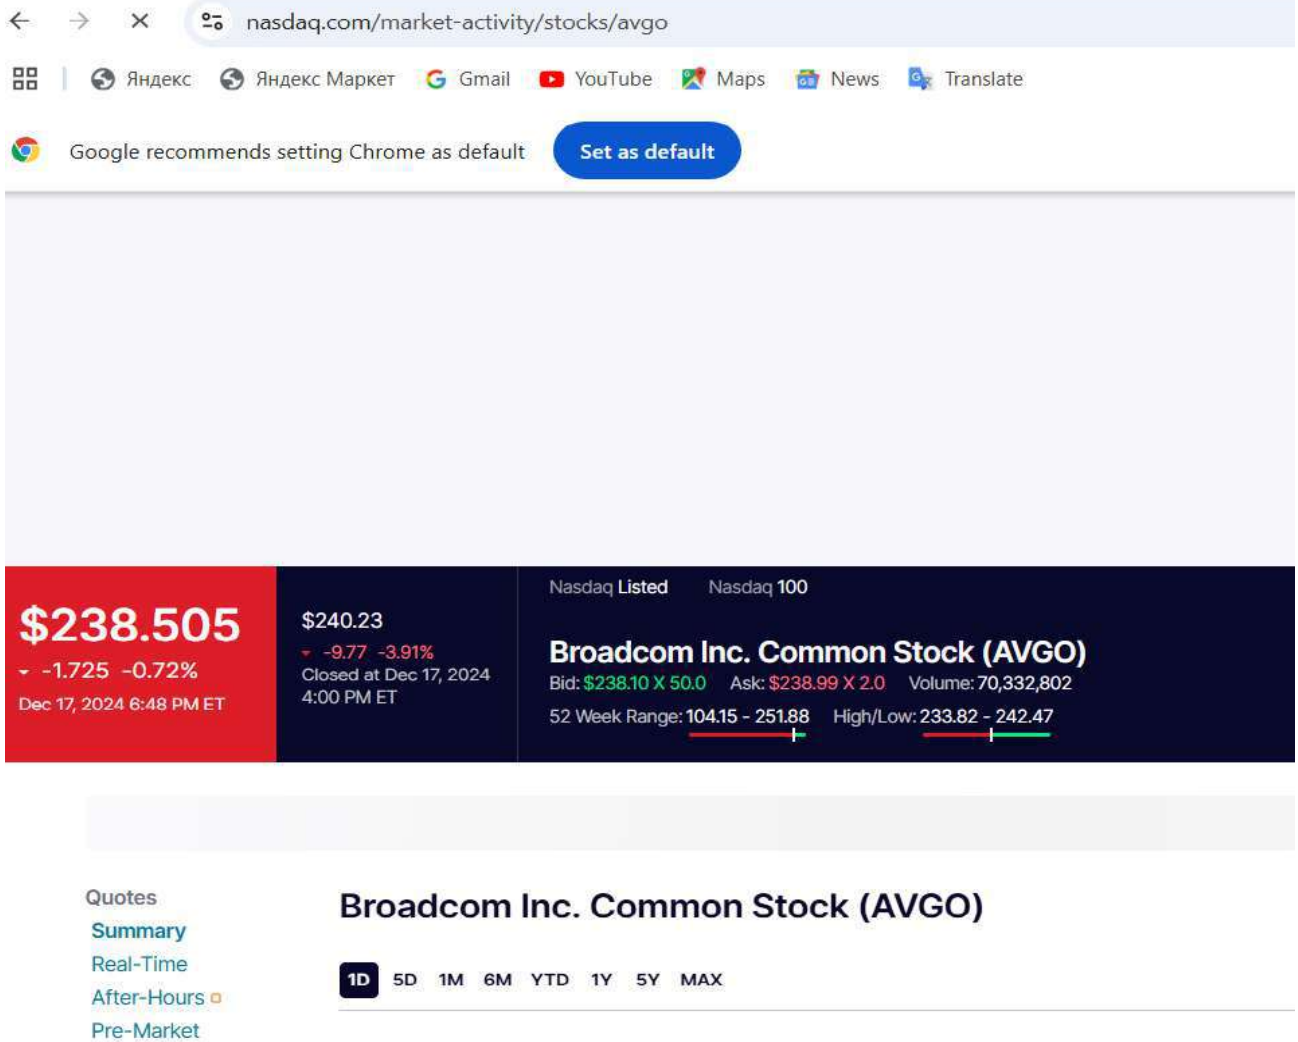 nasdaq.com/market-activity/stocks/avgo
Яндекс Яндекс Маркет Gmail YouTube Maps News Translate
Google recommends setting Chrome as default Set as default
$238.505
-1.725 -0.72%
Dec 17, 2024 6:48 PM ET
$240.23
-9.77 -3.91%
Closed at Dec 17, 2024
4:00 PM ET
Nasdaq Listed Nasdaq 100
Broadcom Inc. Common Stock (AVGO)
Bid: $238.10 X 50.0 Ask: $238.99 X 2.0 Volume: 70,332,802
52 Week Range: 104.15 - 251.88 High/Low: 233.82 - 242.47
Quotes
Summary
Real-Time
After-Hours
Pre-Market
Broadcom Inc. Common Stock (AVGO)
1D 5D 1M 6M YTD 1Y 5Y MAX